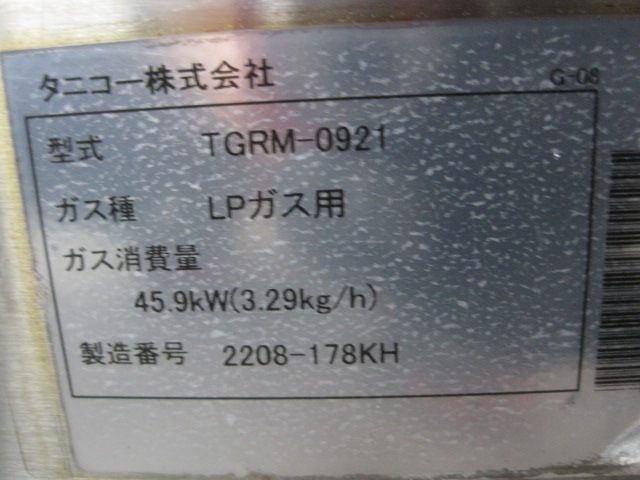 タニコー株式会社 G-08
型式 TGRM-0921
ガス種 LPガス用
ガス消費量
45.9kW(3.29kg/h)
製造番号 2208-178KH